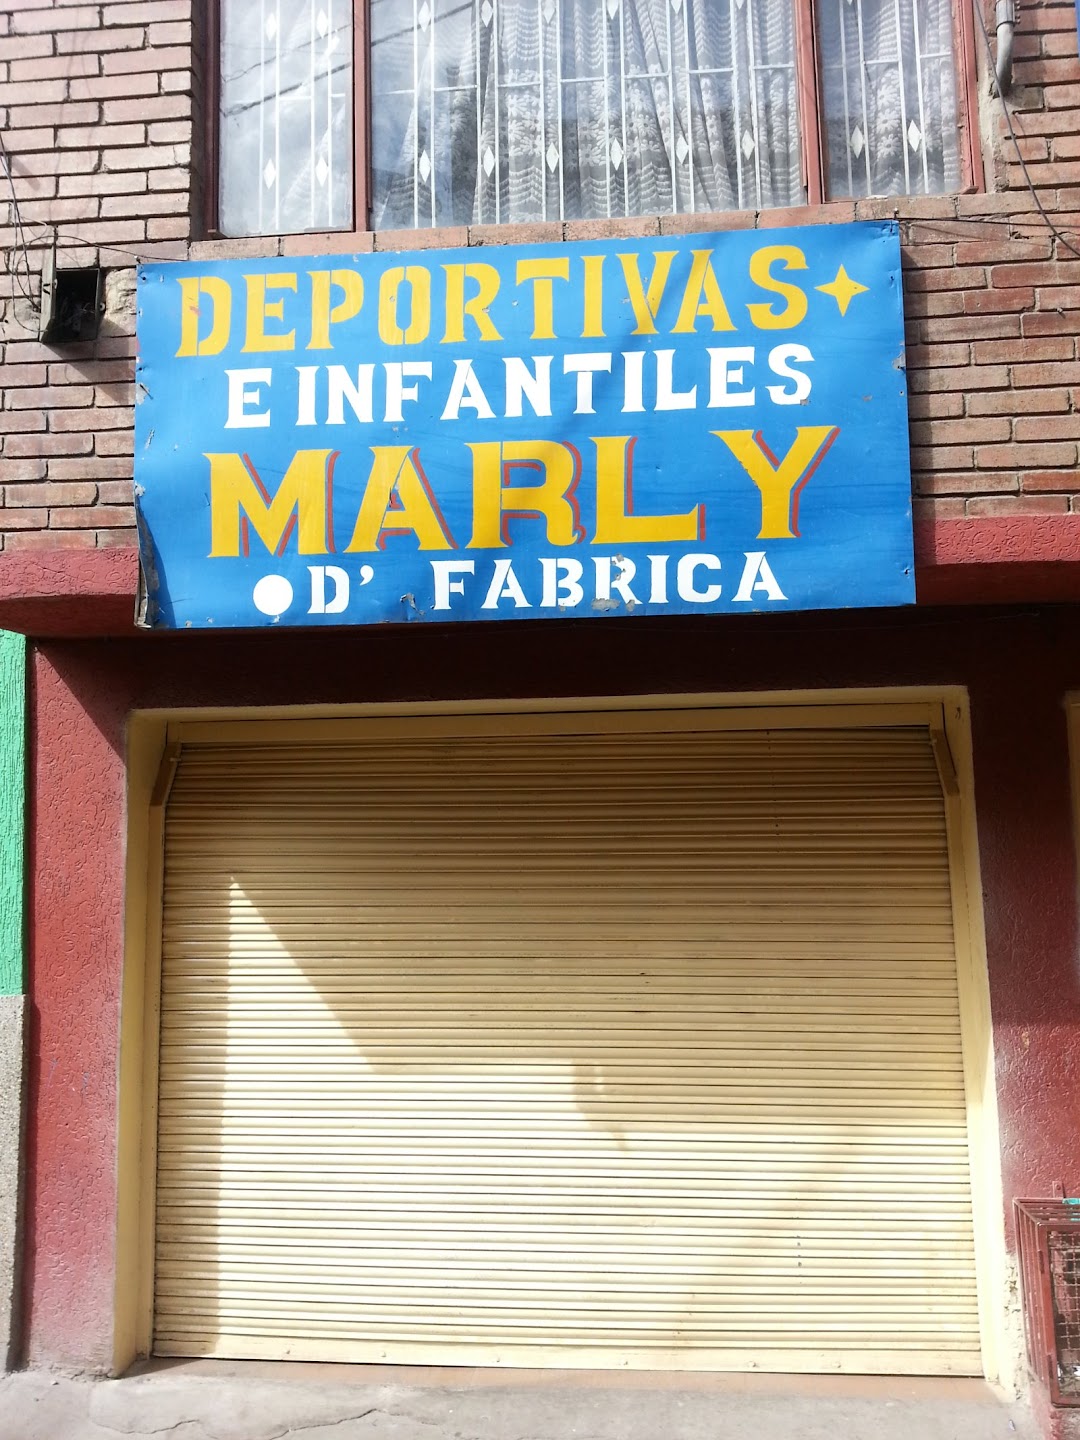 DEPORTIVAS
E INFANTILES
MARLY
D' FABRICA